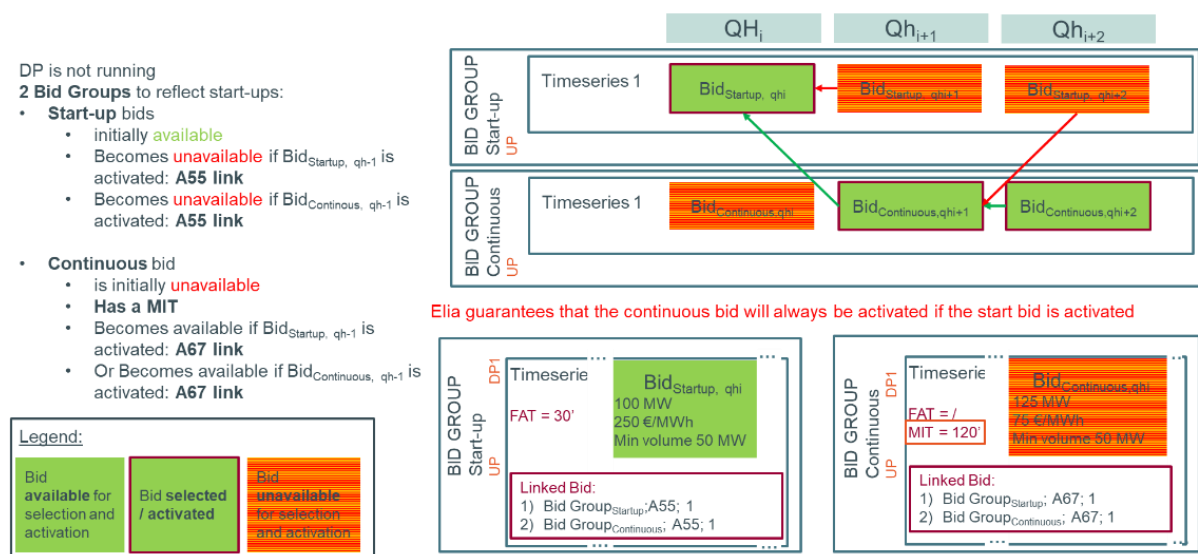 DP is not running
2 Bid Groups to reflect start-ups:
• Start-up bids
• initially available
• Becomes unavailable if BidStartup, qh-1 is
activated: A55 link
• Becomes unavailable if BidContinous, qh-1 is
activated: A55 link
• Continuous bid
• is initially unavailable
• Has a MIT
• Becomes available if BidStartup, qh-1 is
activated: A67 link
• Or Becomes available if BidContinuous, qh-1 is
activated: A67 link
Legend:
Bid
available for
selection and
activation
Bid selected
/ activated
Bid
unavailable
for selection
and activation
QHi
Qhi+1
Qhi+2
BID GROUP
Start-up
UP
Timeseries 1
BidStartup, qhi
BidStartup, qhi+1
BidStartup, qhi+2
BID GROUP
Continuous
UP
Timeseries 1
BidContinuous,qhi
BidContinuous,qhi+1
BidContinuous,qhi+2
Elia guarantees that the continuous bid will always be activated if the start bid is activated
BID GROUP
Start-up
UP
DP1
Timeserie
...
...
FAT = 30'
BidStartup, qhi
100 MW
250 €/MWh
Min volume 50 MW
Linked Bid:
1) Bid GroupStartup;A55; 1
2) Bid GroupContinuous; A55; 1
BID GROUP
Continuous
UP
DP1
Timeserie
...
...
FAT = /
MIT = 120'
BidContinuous,qhi
125 MW
75 €/MWh
Min volume 50 MW
Linked Bid:
1) Bid GroupStartup; A67; 1
2) Bid GroupContinuous; A67; 1